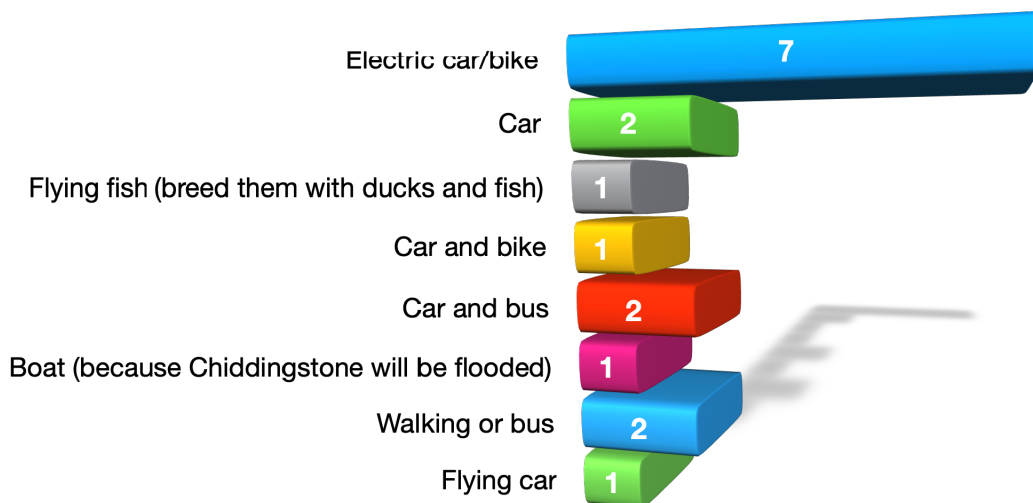 Electric car/bike 7
Car 2
Flying fish (breed them with ducks and fish) 1
Car and bike 1
Car and bus 2
Boat (because Chiddingstone will be flooded) 1
Walking or bus 2
Flying car 1